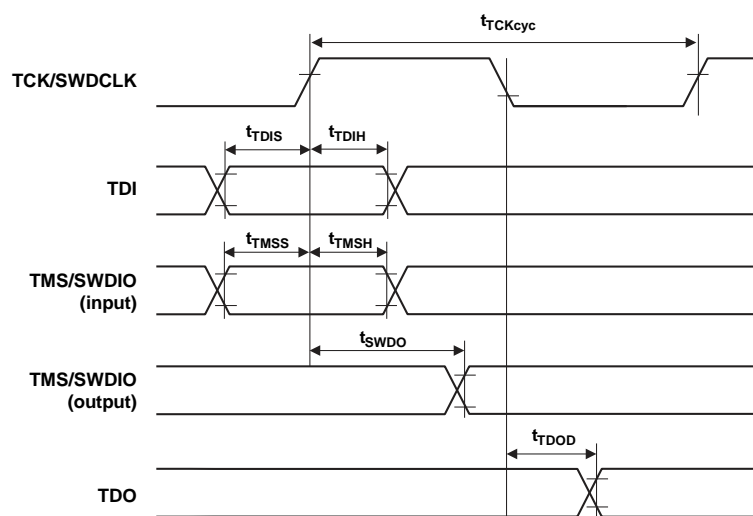 tTCKcyc
TCK/SWDCLK
tTDIS
tTDIH
TDI
tTMSS
tTMSH
TMS/SWDIO
(input)
tSWDO
TMS/SWDIO
(output)
tTDOD
TDO